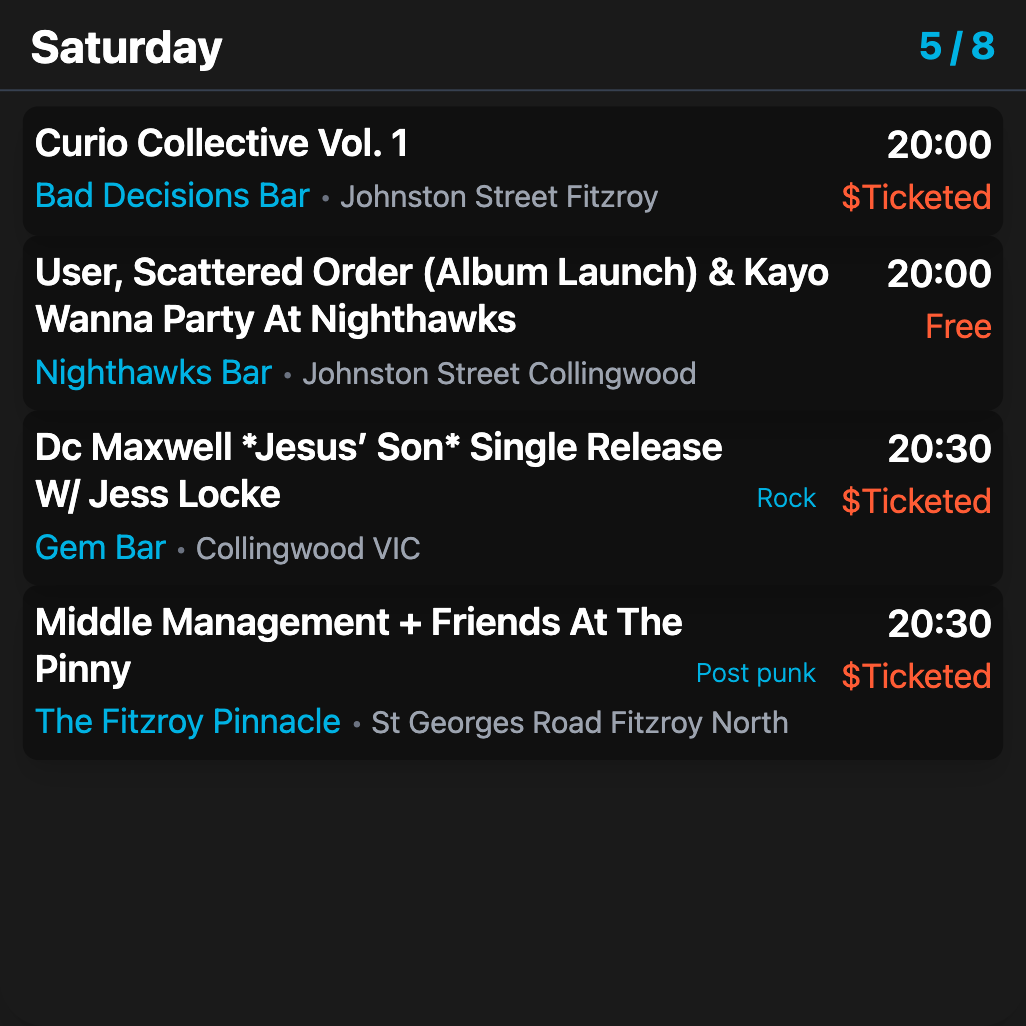 Saturday 5 / 8
Curio Collective Vol. 1 20:00
Bad Decisions Bar • Johnston Street Fitzroy $Ticketed
User, Scattered Order (Album Launch) & Kayo 20:00
Wanna Party At Nighthawks Free
Nighthawks Bar • Johnston Street Collingwood
Dc Maxwell *Jesus’ Son* Single Release 20:30
W/ Jess Locke Rock $Ticketed
Gem Bar • Collingwood VIC
Middle Management + Friends At The 20:30
Pinny Post punk $Ticketed
The Fitzroy Pinnacle • St Georges Road Fitzroy North